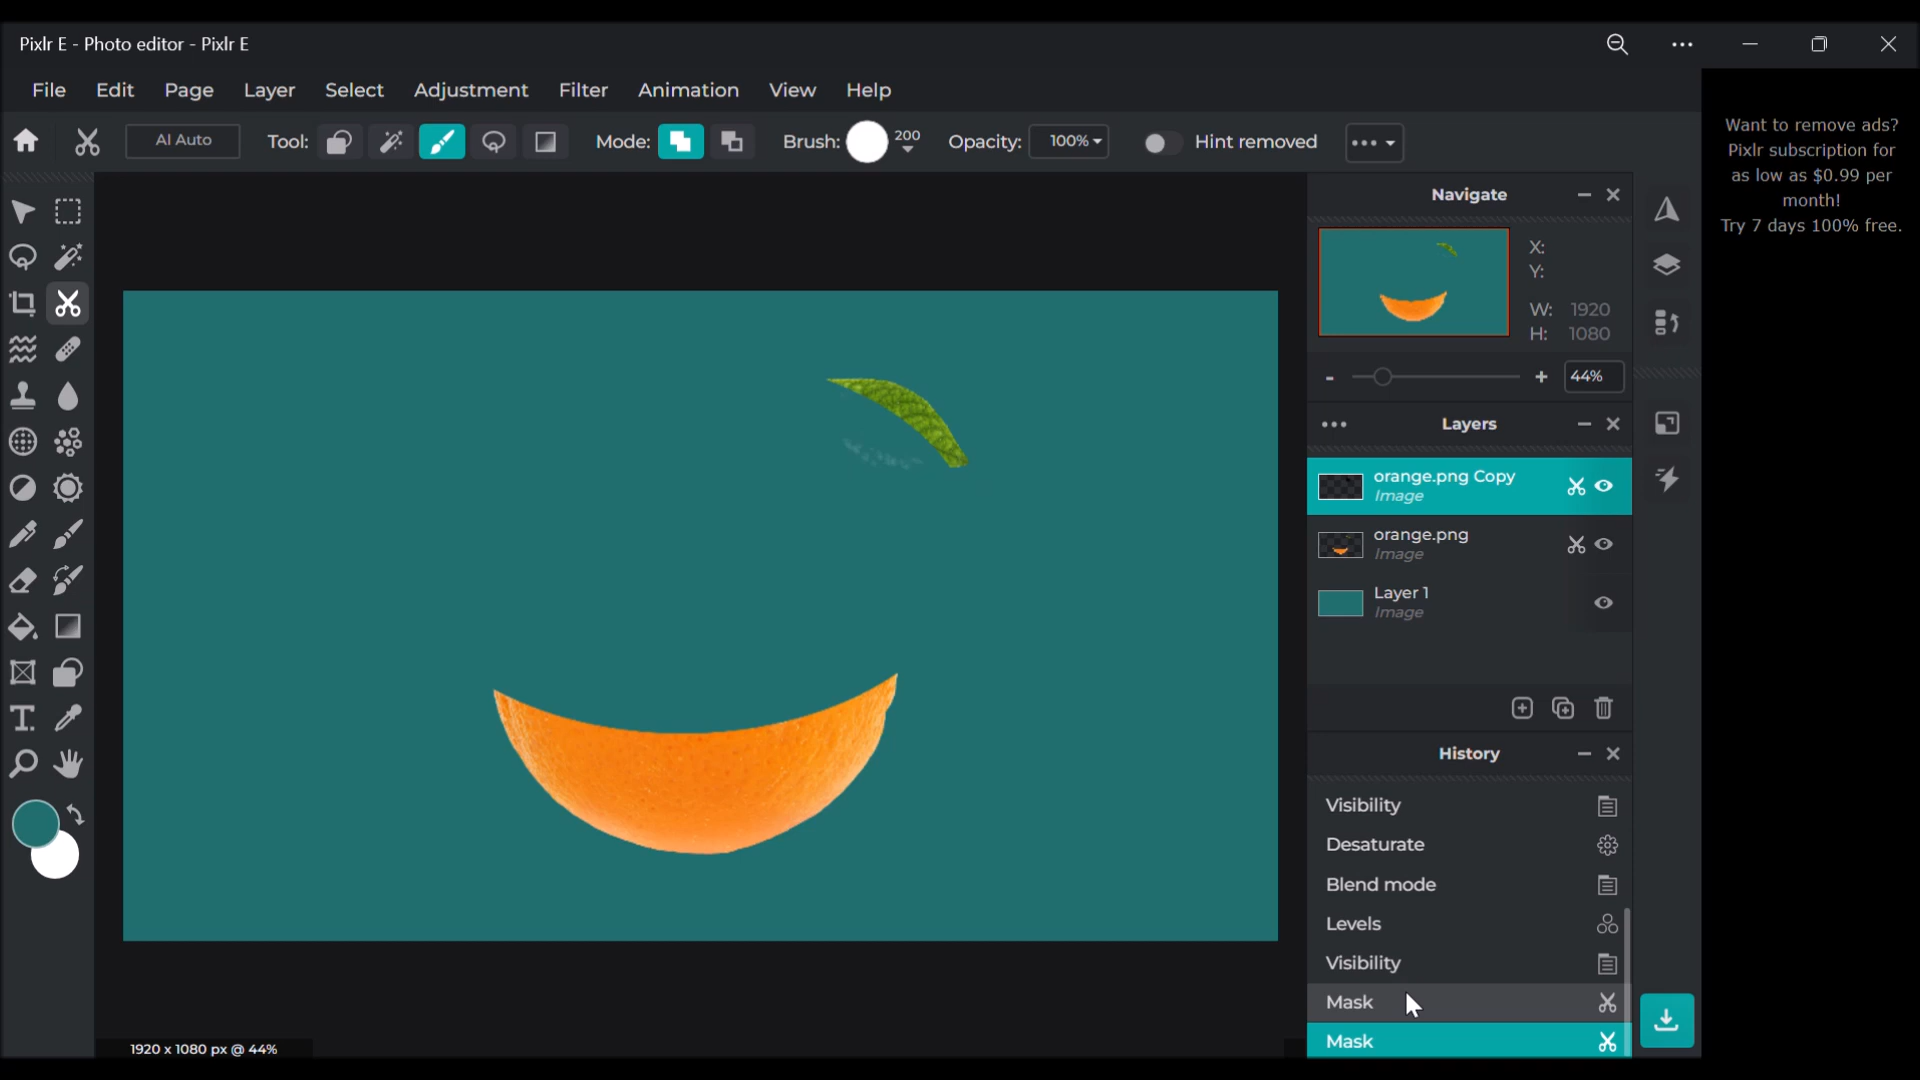 Pixlr E - Photo editor - Pixlr E
File Edit Page Layer Select Adjustment Filter Animation View Help
AI Auto Tool: Mode: Brush: 200 Opacity: 100% Hint removed
Want to remove ads?
Pixlr subscription for
as low as $0.99 per
month!
Try 7 days 100% free.
Navigate
X:
Y:
W: 1920
H: 1080
- + 44%
Layers
orange.png Copy
Image
orange.png
Image
Layer 1
Image
History
Visibility
Desaturate
Blend mode
Levels
Visibility
Mask
Mask
T
1920 x 1080 px @ 44%